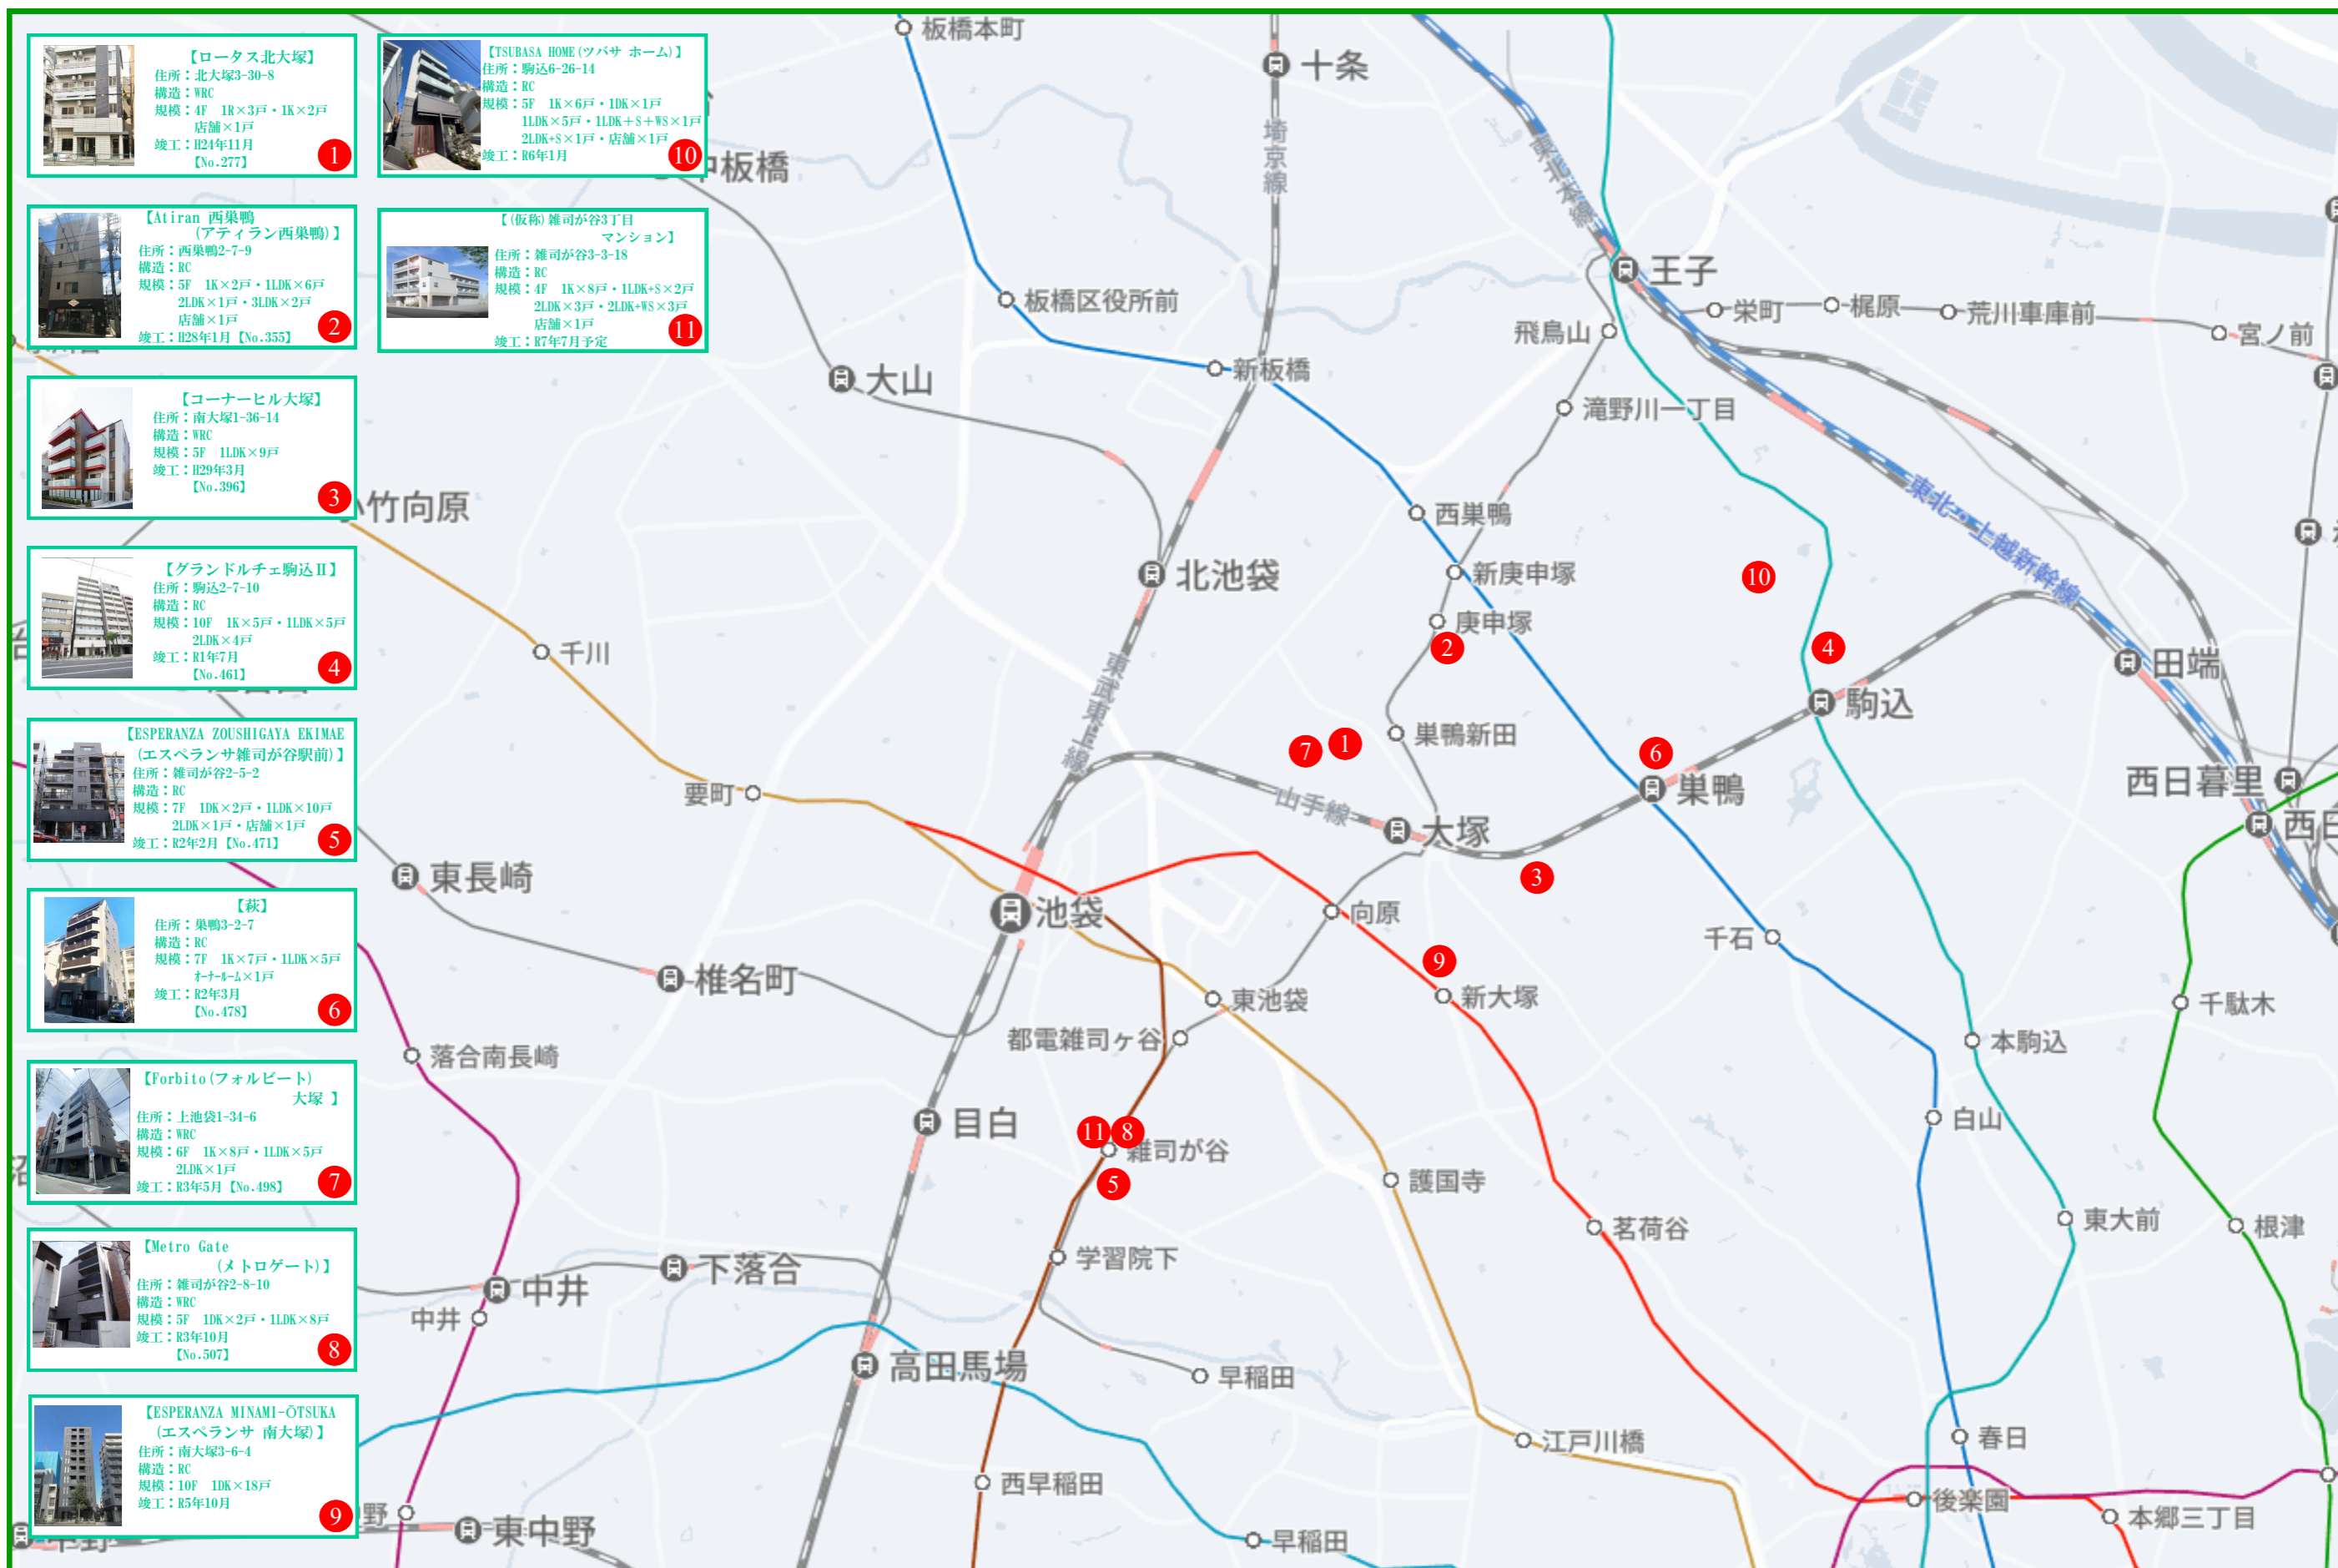 【ロータス北大塚】
住所：北大塚3-30-8
構造：WRC
規模：4F　1R×3戸・1K×2戸
店舗×1戸
竣工：H24年11月
【No.277】
1
【Atiran 西巣鴨
(アティラン西巣鴨)】
住所：西巣鴨2-7-9
構造：RC
規模：5F　1K×2戸・1LDK×6戸
2LDK×1戸・3LDK×2戸
店舗×1戸
竣工：H28年1月【No.355】
2
【コーナーヒル大塚】
住所：南大塚1-36-14
構造：WRC
規模：5F　1LDK×9戸
竣工：H29年3月
【No.396】
3
【グランドルチェ駒込Ⅱ】
住所：駒込2-7-10
構造：RC
規模：10F　1K×5戸・1LDK×5戸
2LDK×4戸
竣工：R1年7月
【No.461】
4
【ESPERANZA ZOUSHIGAYA EKIMAE
(エスペランサ雑司が谷駅前)】
住所：雑司が谷2-5-2
構造：RC
規模：7F　1DK×2戸・1LDK×10戸
2LDK×1戸・店舗×1戸
竣工：R2年2月【No.471】
5
【萩】
住所：巣鴨3-2-7
構造：RC
規模：7F　1K×7戸・1LDK×5戸
オーナールーム×1戸
竣工：R2年3月
【No.478】
6
【Forbito(フォルビート)
大塚 】
住所：上池袋1-34-6
構造：WRC
規模：6F　1K×8戸・1LDK×5戸
2LDK×1戸
竣工：R3年5月【No.498】
7
【Metro Gate
(メトロゲート)】
住所：雑司が谷2-8-10
構造：WRC
規模：5F　1DK×2戸・1LDK×8戸
竣工：R3年10月
【No.507】
8
【ESPERANZA MINAMI-ŌTSUKA
(エスペランサ 南大塚)】
住所：南大塚3-6-4
構造：RC
規模：10F　1DK×18戸
竣工：R5年10月
9
【TSUBASA HOME(ツバサ ホーム)】
住所：駒込6-26-14
構造：RC
規模：5F　1K×6戸・1DK×1戸
1LDK×5戸・1LDK＋S＋WS×1戸
2LDK+S×1戸・店舗×1戸
竣工：R6年1月
10
【(仮称)雑司が谷3丁目
マンション】
住所：雑司が谷3-3-18
構造：RC
規模：4F　1K×8戸・1LDK+S×2戸
2LDK×3戸・2LDK+WS×3戸
店舗×1戸
竣工：R7年7月予定
11
板橋本町
十条
埼京線
東北本線
中板橋
王子
板橋区役所前
栄町
梶原
荒川車庫前
宮ノ前
飛鳥山
新板橋
大山
滝野川一丁目
小竹向原
西巣鴨
東北・上越新幹線
北池袋
新庚申塚
10
庚申塚
2
4
千川
田端
東武東上線
駒込
巣鴨新田
7
1
6
西日暮里
要町
山手線
巣鴨
大塚
西日
東長崎
3
池袋
向原
千石
9
椎名町
東池袋
新大塚
千駄木
都電雑司ヶ谷
本駒込
落合南長崎
目白
11
8
白山
雑司が谷
5
護国寺
東大前
根津
茗荷谷
学習院下
下落合
中井
中井
高田馬場
早稲田
江戸川橋
春日
西早稲田
後楽園
本郷三丁目
野
東中野
中野
早稲田